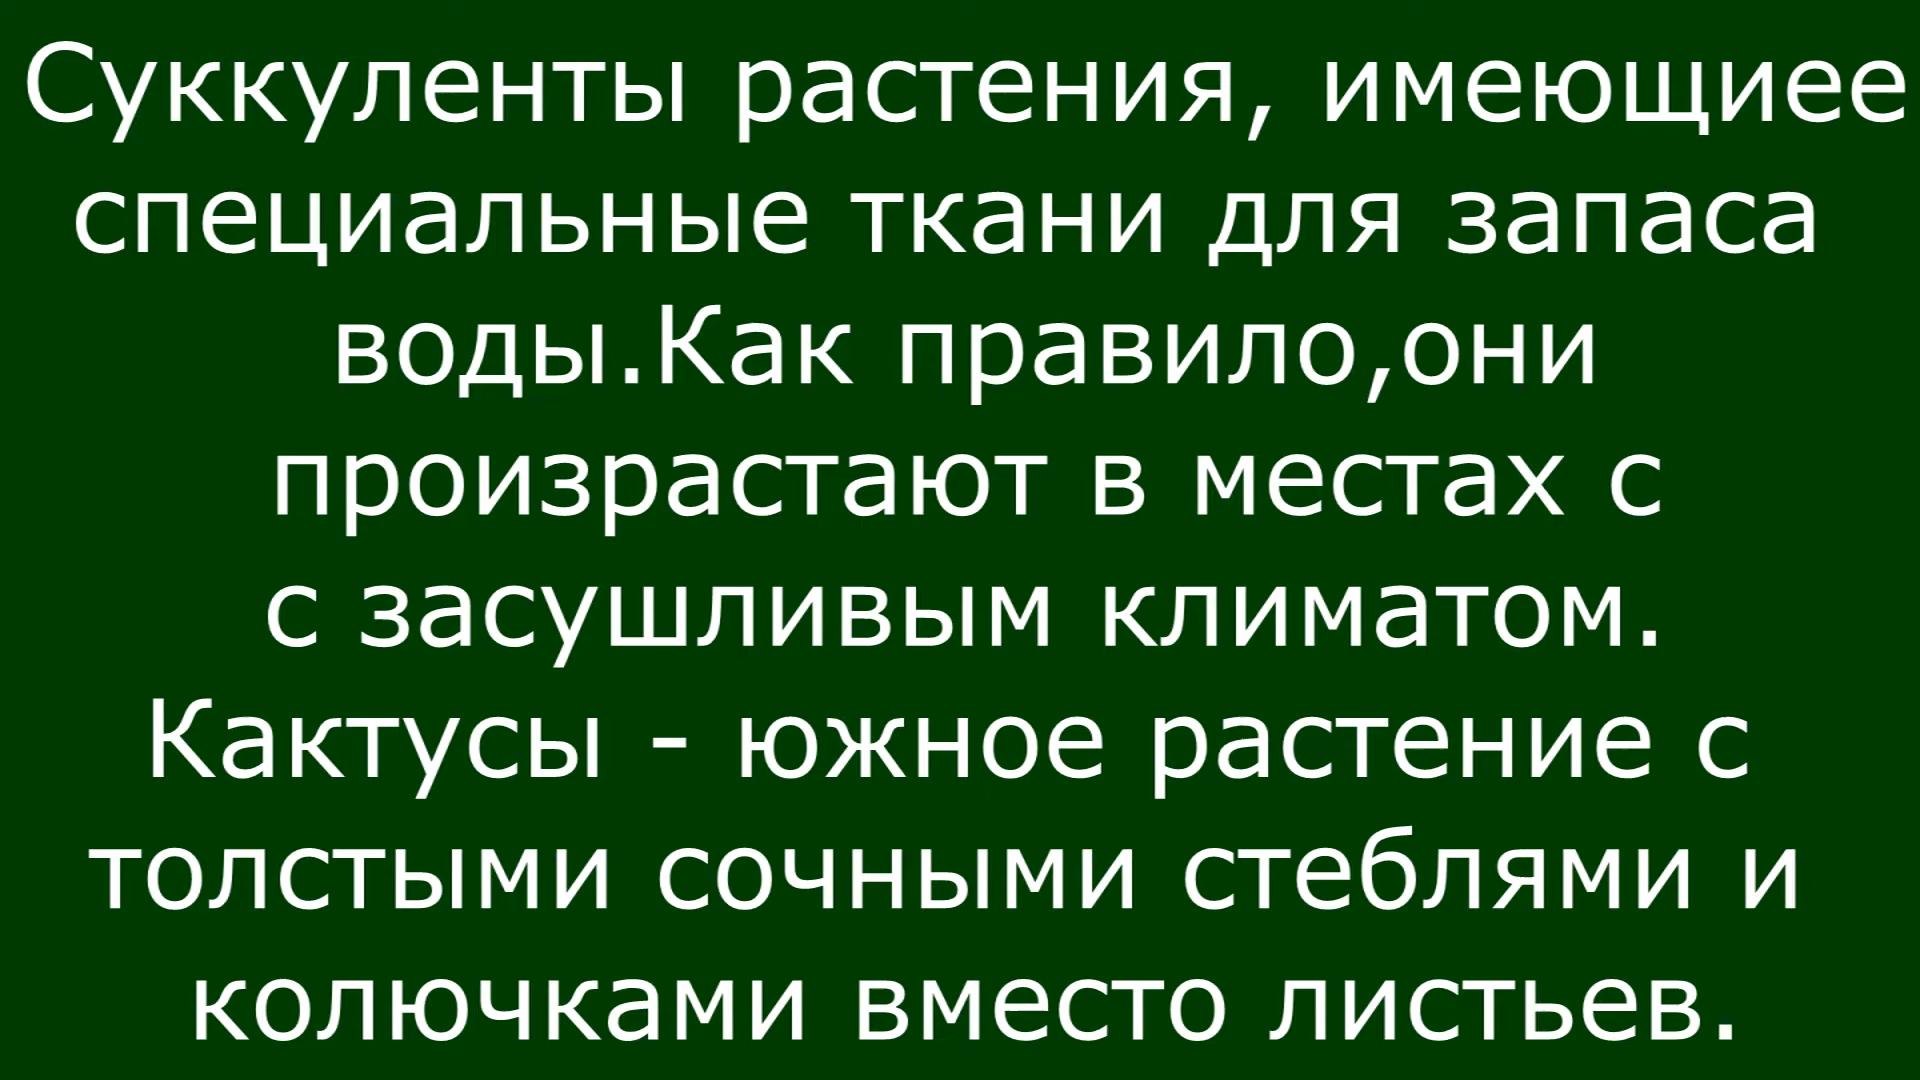 Суккуленты растения, имеющиее
специальные ткани для запаса
воды.Как правило,они
произрастают в местах с
с засушливым климатом.
Кактусы - южное растение с
толстыми сочными стеблями и
колючками вместо листьев.